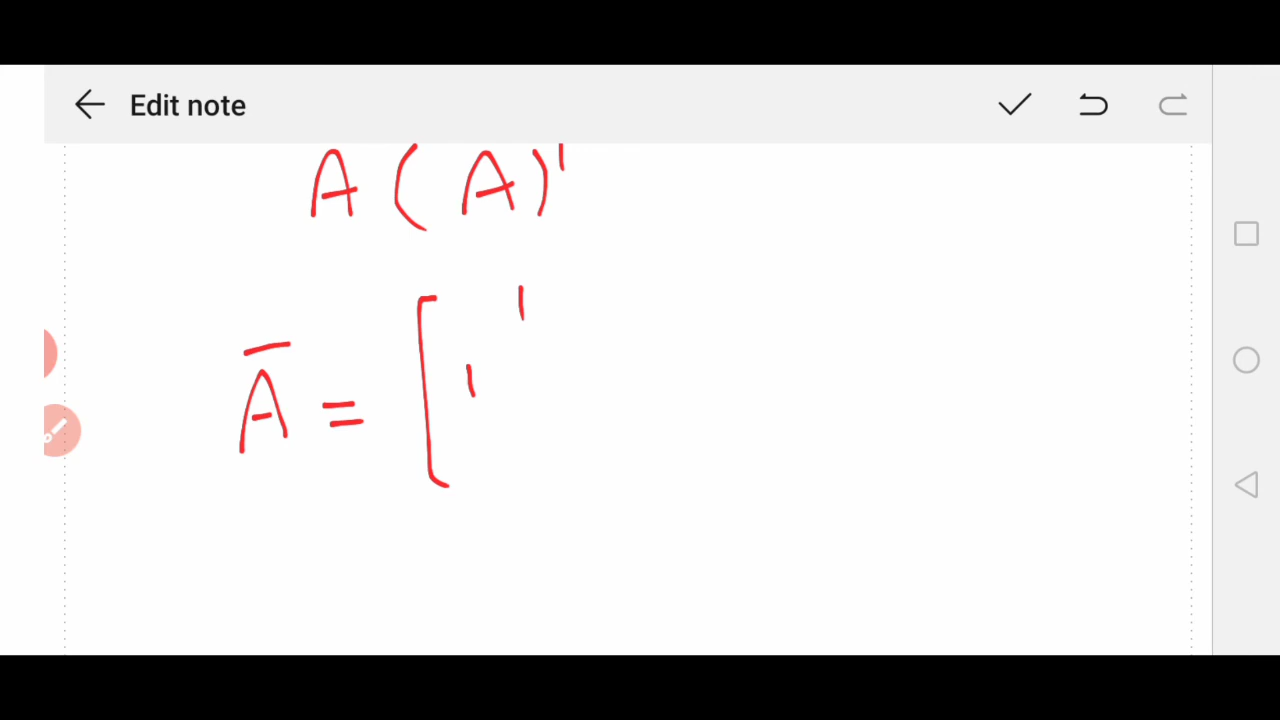 Edit note
A ( A )'
Ā = [ ' '